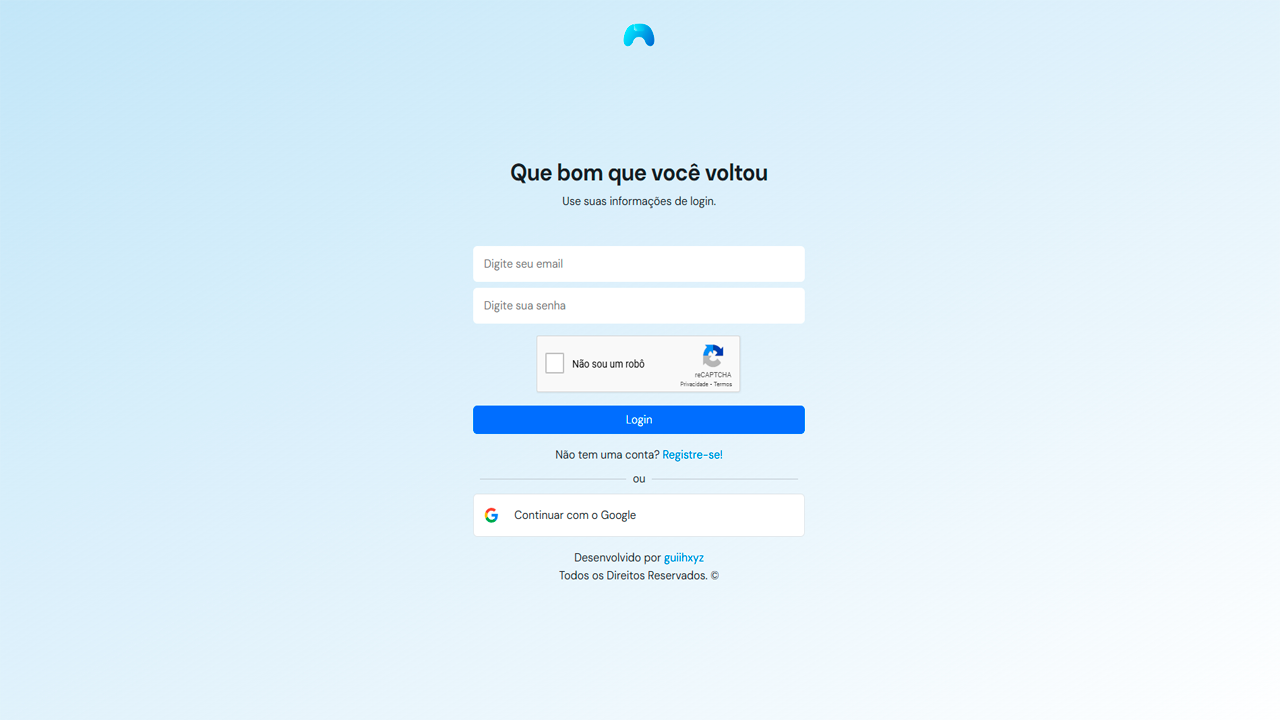 Que bom que você voltou
Use suas informações de login.
Digite seu email
Digite sua senha
Não sou um robô
reCAPTCHA
Privacidade - Termos
Login
Não tem uma conta? Registre-se!
ou
Continuar com o Google
Desenvolvido por guiihxyz
Todos os Direitos Reservados. ©